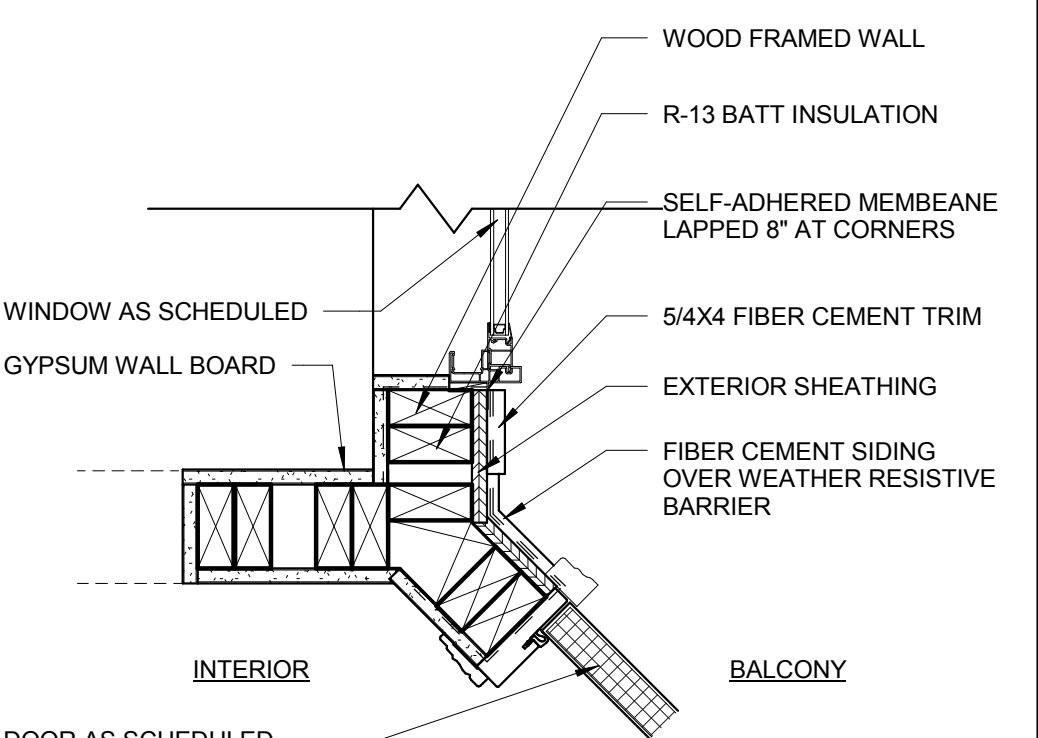 WOOD FRAMED WALL
R-13 BATT INSULATION
SELF-ADHERED MEMBEANE
LAPPED 8" AT CORNERS
WINDOW AS SCHEDULED
5/4X4 FIBER CEMENT TRIM
GYPSUM WALL BOARD
EXTERIOR SHEATHING
FIBER CEMENT SIDING
OVER WEATHER RESISTIVE
BARRIER
INTERIOR
BALCONY
DOOR AS SCHEDULED